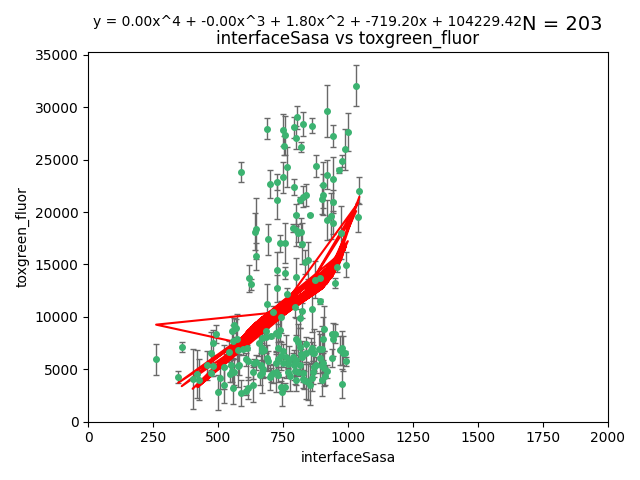 y = 0.00x^4 + -0.00x^3 + 1.80x^2 + -719.20x + 104229.42
N = 203
interfaceSasa vs toxgreen_fluor
35000
30000
25000
20000
15000
10000
5000
0
toxgreen_fluor
0 250 500 750 1000 1250 1500 1750 2000
interfaceSasa